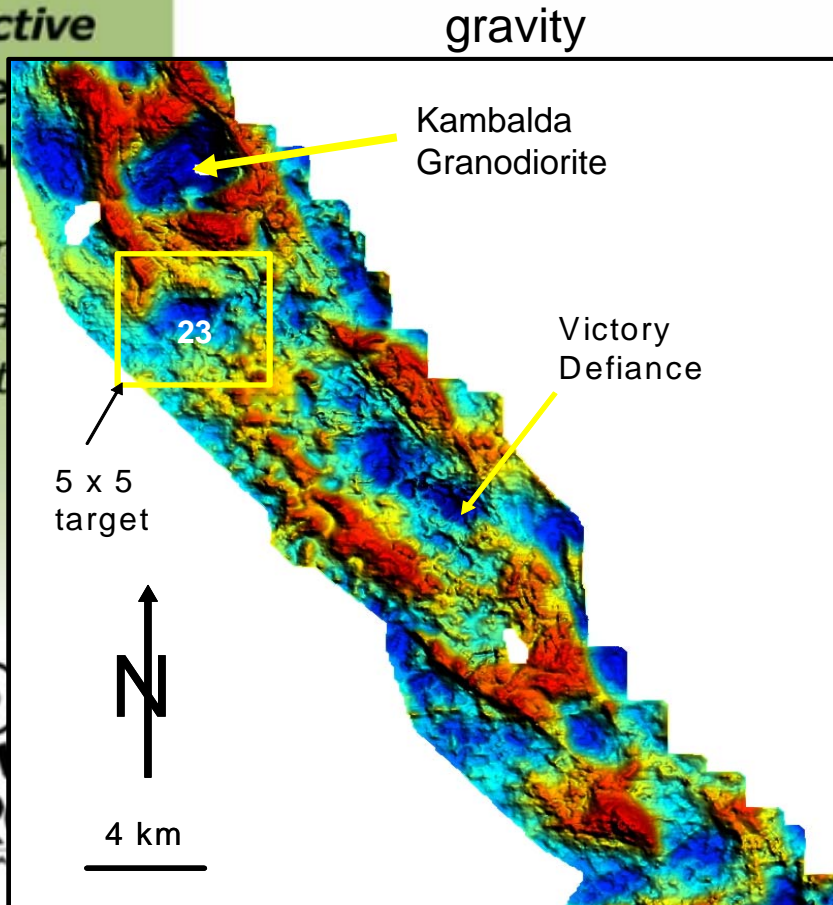 ctive
gravity
Kambalda
Granodiorite
23
Victory
Defiance
5 x 5
target
N
4 km